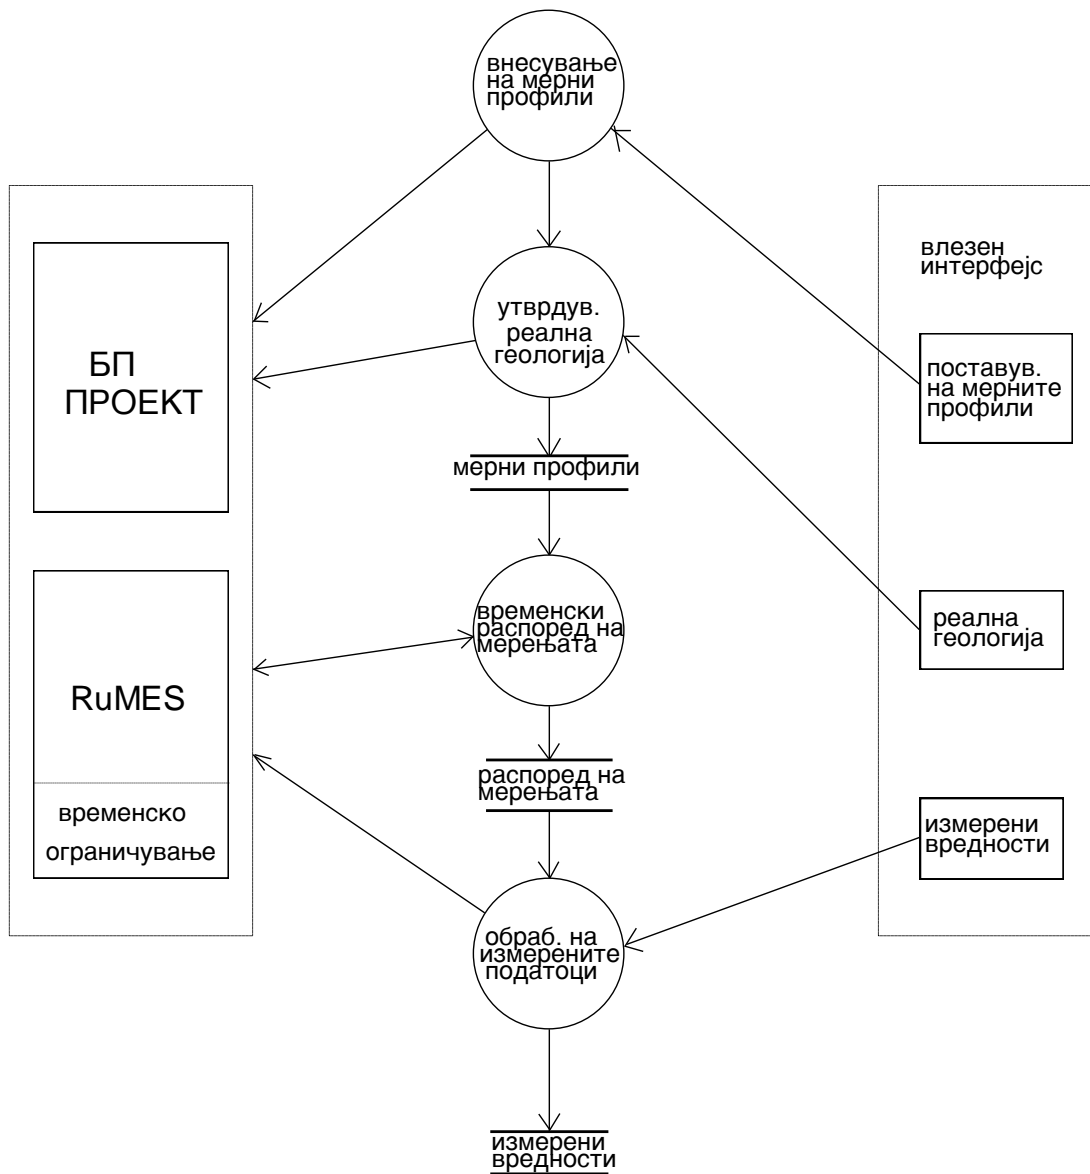 внесување
на мерни
профили
влезен
интерфејс
утврдув.
реална
геологија
БП
ПРОЕКТ
поставув.
на мерните
профили
мерни профили
временски
распоред на
мерењата
реална
геологија
RuMES
распоред на
мерењата
временско
ограничување
измерени
вредности
обраб. на
измерените
податоци
измерени
вредности